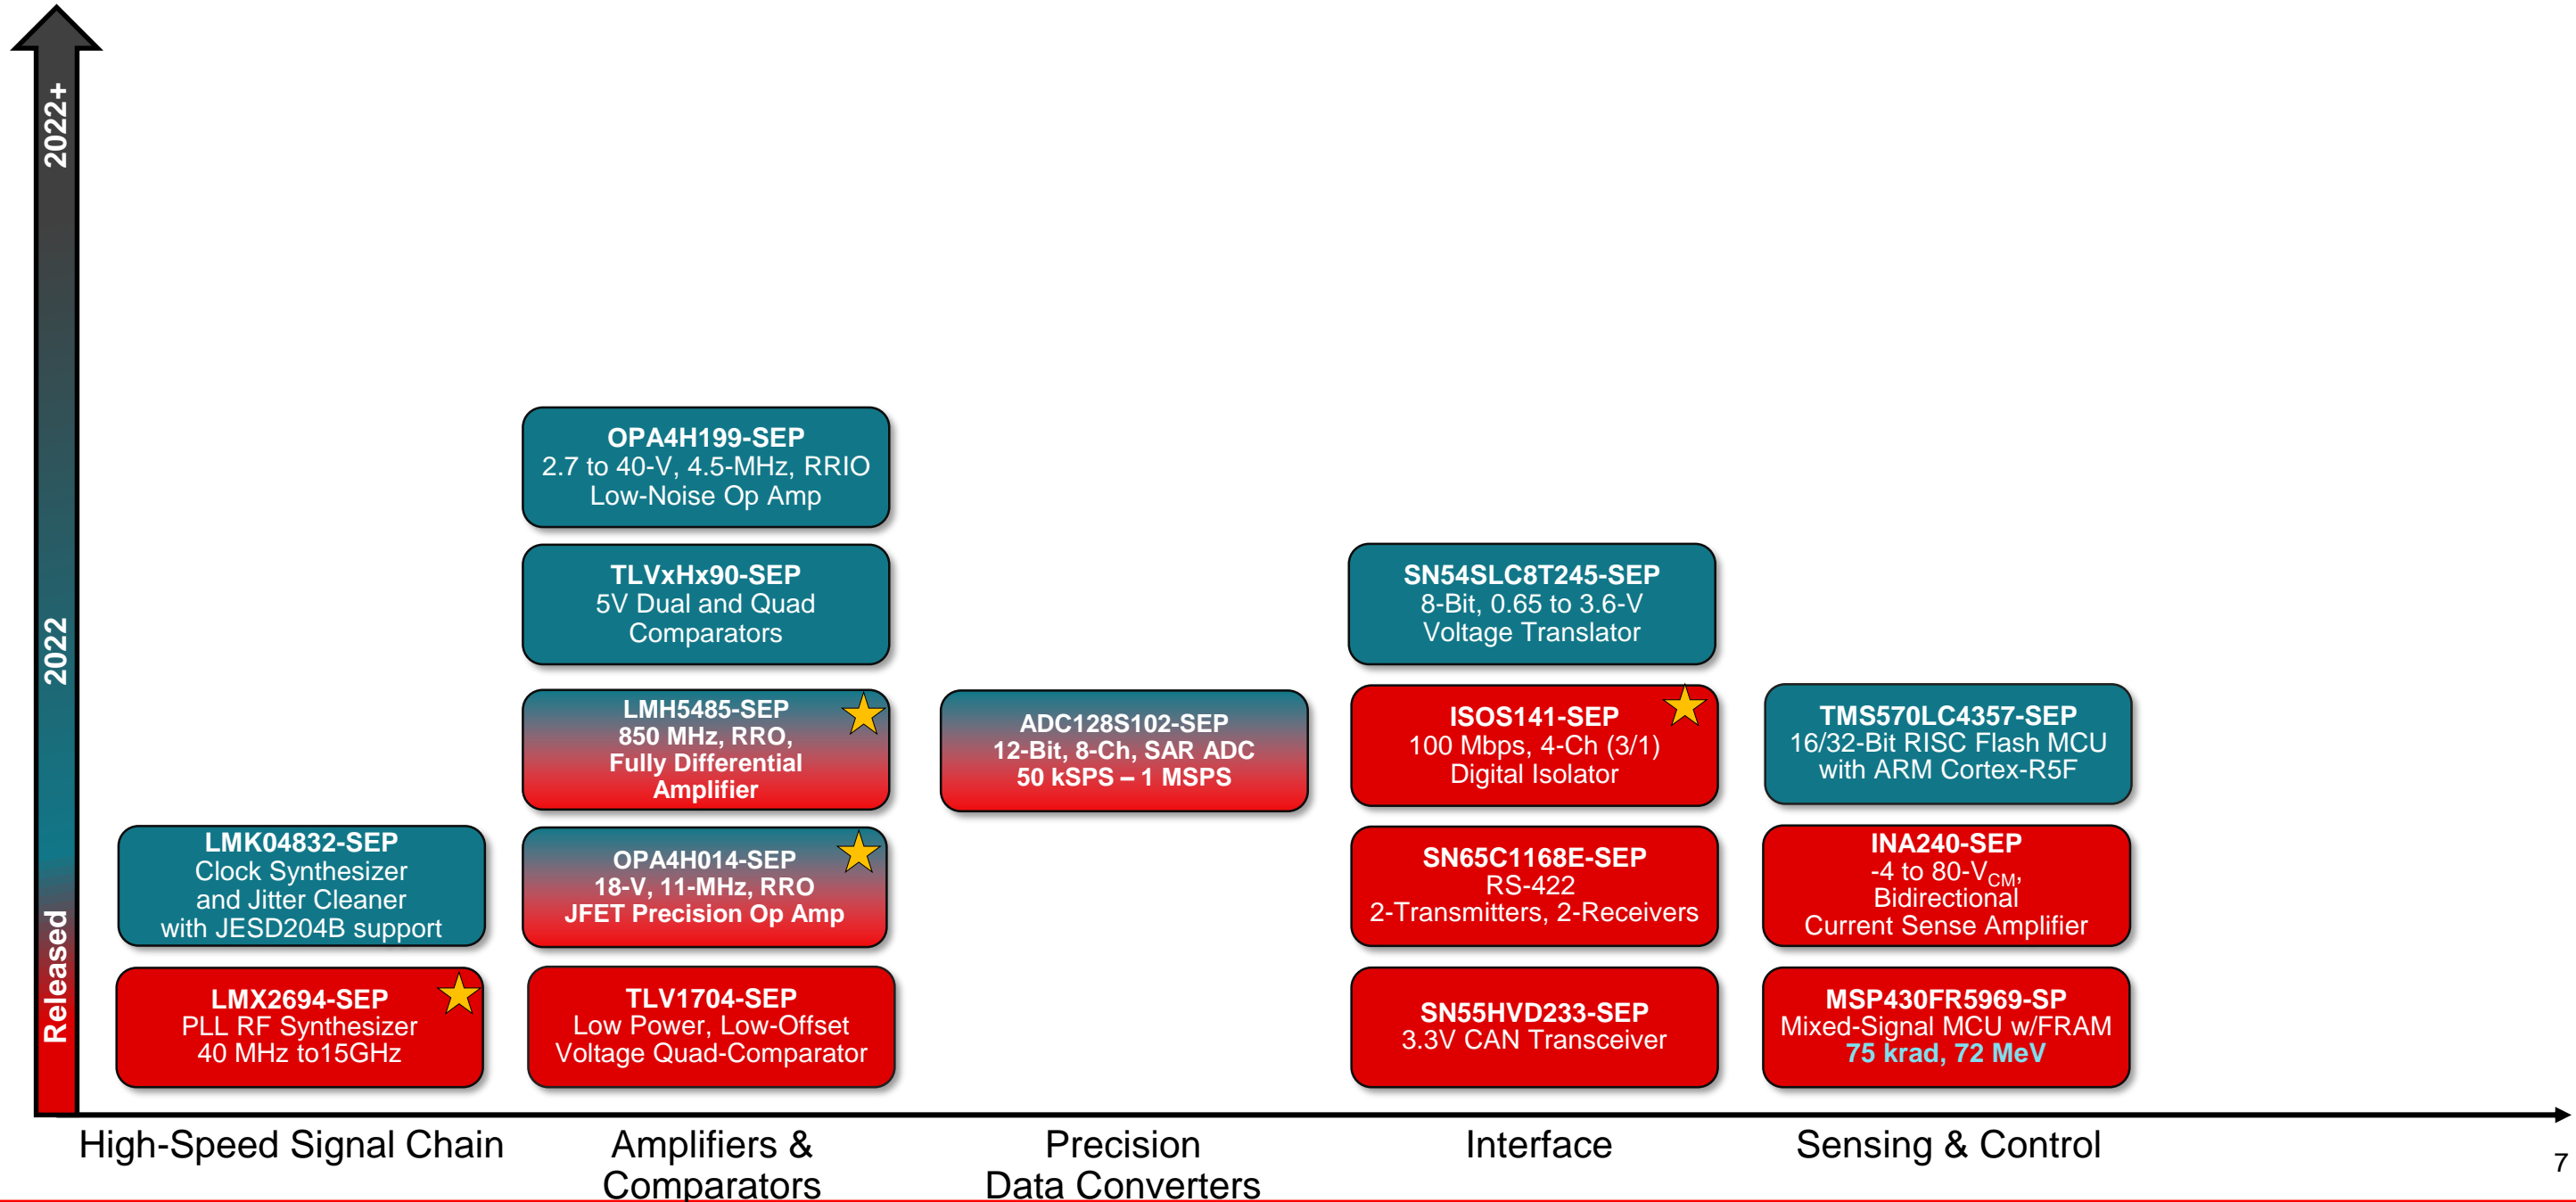 2022+
2022
Released
OPA4H199-SEP
2.7 to 40-V, 4.5-MHz, RRIO
Low-Noise Op Amp
TLVxHx90-SEP
5V Dual and Quad
Comparators
LMH5485-SEP
850 MHz, RRO,
Fully Differential
Amplifier
OPA4H014-SEP
18-V, 11-MHz, RRO
JFET Precision Op Amp
TLV1704-SEP
Low Power, Low-Offset
Voltage Quad-Comparator
LMK04832-SEP
Clock Synthesizer
and Jitter Cleaner
with JESD204B support
LMX2694-SEP
PLL RF Synthesizer
40 MHz to15GHz
ADC128S102-SEP
12-Bit, 8-Ch, SAR ADC
50 kSPS – 1 MSPS
SN54SLC8T245-SEP
8-Bit, 0.65 to 3.6-V
Voltage Translator
ISOS141-SEP
100 Mbps, 4-Ch (3/1)
Digital Isolator
SN65C1168E-SEP
RS-422
2-Transmitters, 2-Receivers
SN55HVD233-SEP
3.3V CAN Transceiver
TMS570LC4357-SEP
16/32-Bit RISC Flash MCU
with ARM Cortex-R5F
INA240-SEP
-4 to 80-VCM,
Bidirectional
Current Sense Amplifier
MSP430FR5969-SP
Mixed-Signal MCU w/FRAM
75 krad, 72 MeV
High-Speed Signal Chain
Amplifiers &
Comparators
Precision
Data Converters
Interface
Sensing & Control
7